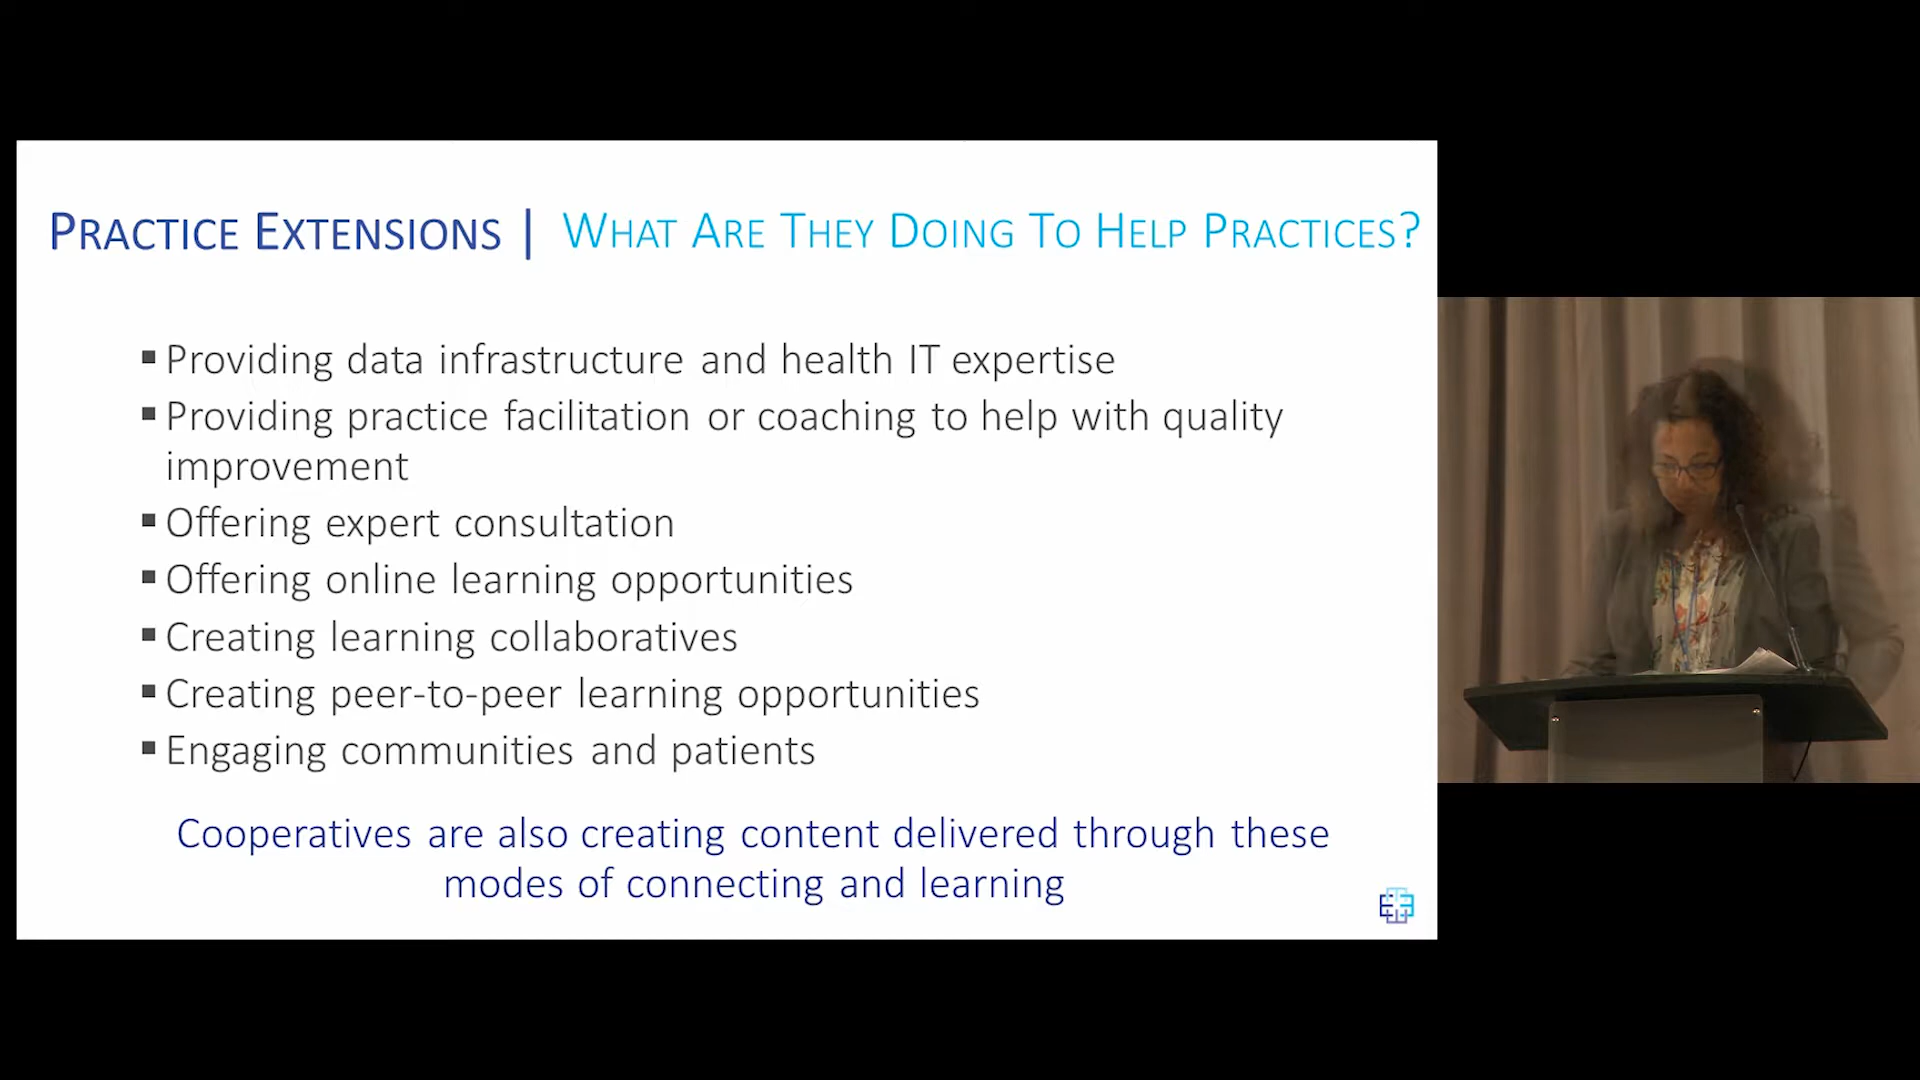 PRACTICE EXTENSIONS | WHAT ARE THEY DOING TO HELP PRACTICES?
▪ Providing data infrastructure and health IT expertise
▪ Providing practice facilitation or coaching to help with quality
improvement
▪ Offering expert consultation
▪ Offering online learning opportunities
▪ Creating learning collaboratives
▪ Creating peer-to-peer learning opportunities
▪ Engaging communities and patients
Cooperatives are also creating content delivered through these
modes of connecting and learning